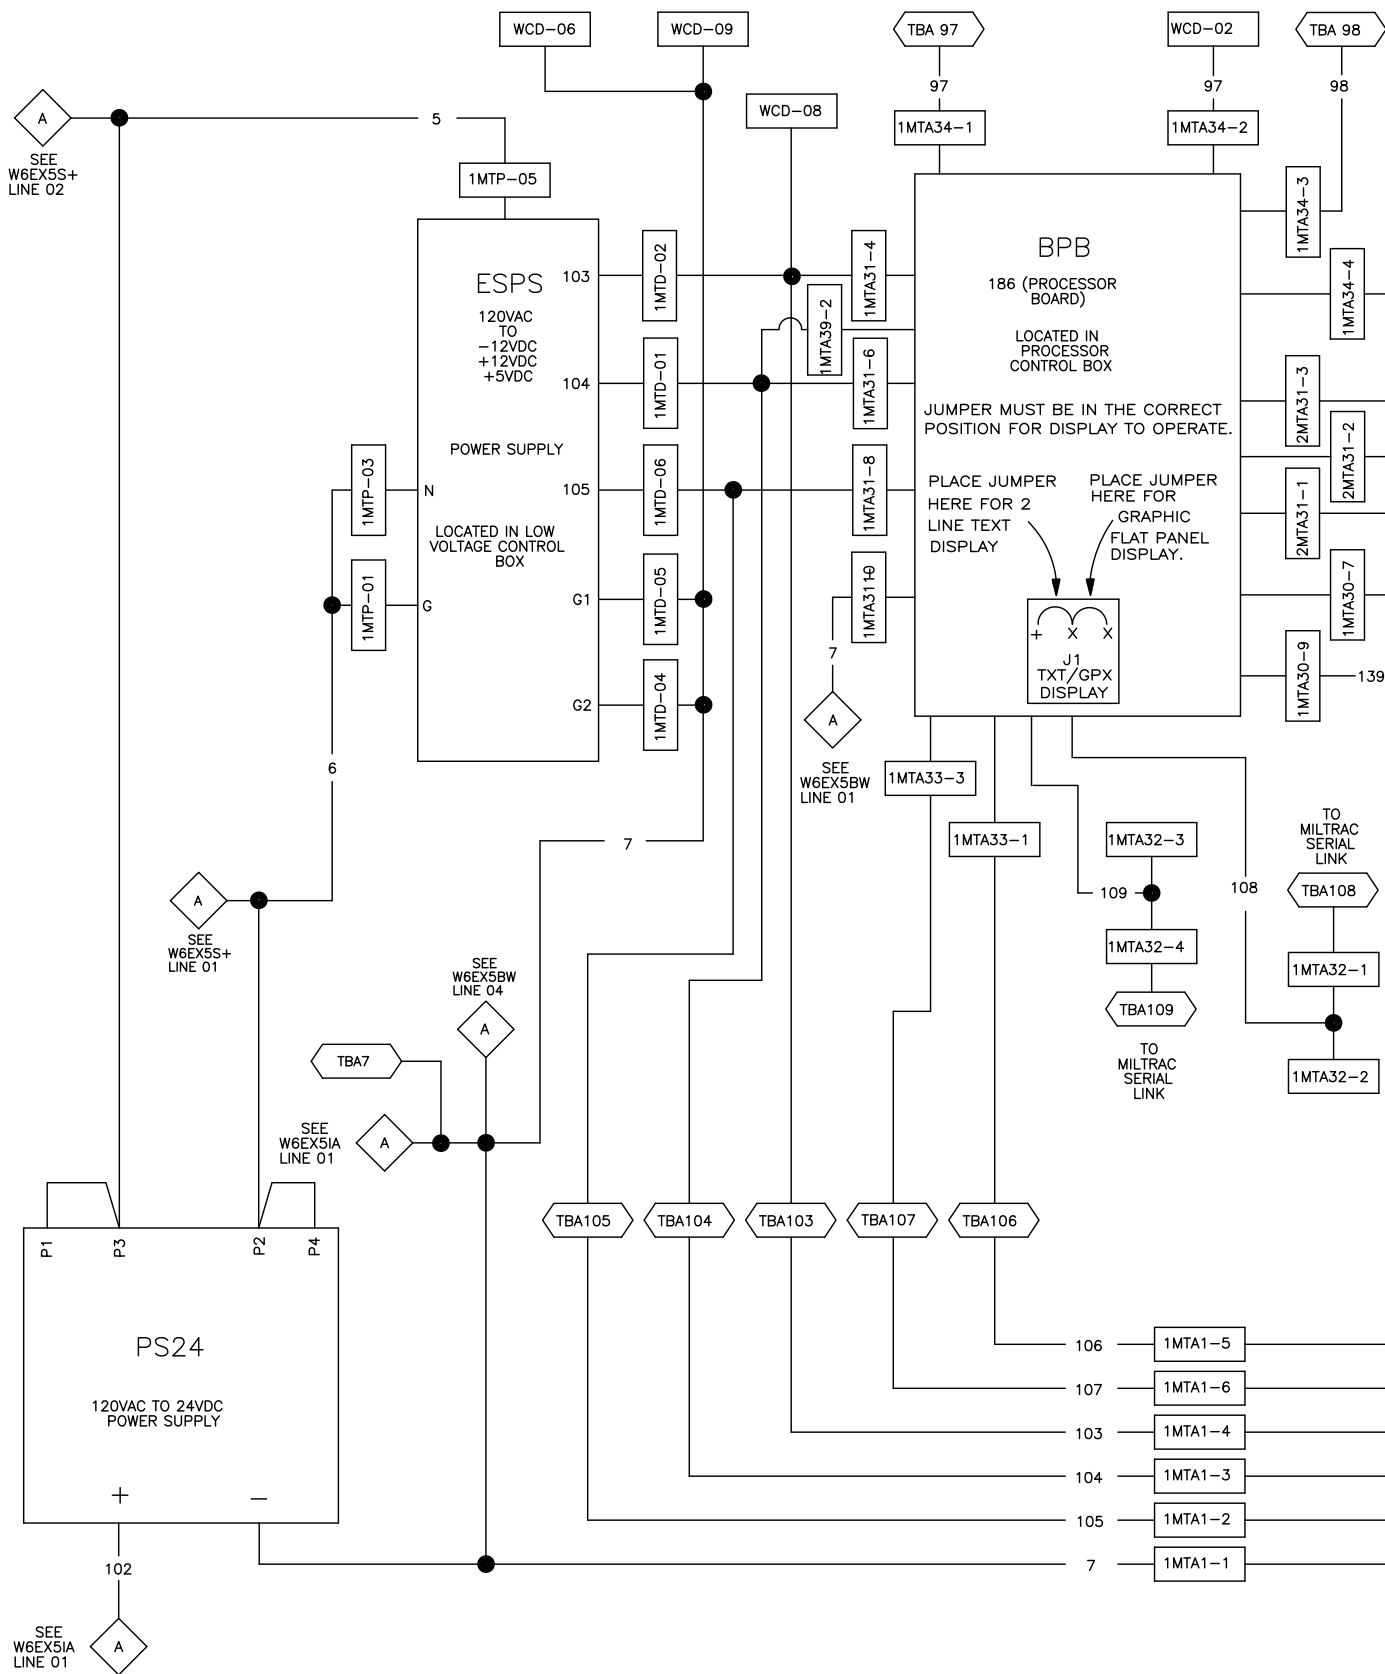 WCD-06
WCD-09
TBA 97
WCD-02
TBA 98
97
97
98
WCD-08
A
5
1MTA34-1
1MTA34-2
SEE
W6EX5S+
LINE 02
1MTP-05
1MTA34-3
ESPS
120VAC
TO
-12VDC
+12VDC
+5VDC
POWER SUPPLY
LOCATED IN LOW
VOLTAGE CONTROL
BOX
103
104
105
G1
G2
N
G
1MTP-03
1MTP-01
1MTD-02
1MTD-01
1MTD-06
1MTD-05
1MTD-04
1MTA31-4
1MTA39-2
1MTA31-6
1MTA31-8
1MTA3110
BPB
186 (PROCESSOR
BOARD)
LOCATED IN
PROCESSOR
CONTROL BOX
JUMPER MUST BE IN THE CORRECT
POSITION FOR DISPLAY TO OPERATE.
PLACE JUMPER
HERE FOR 2
LINE TEXT
DISPLAY
PLACE JUMPER
HERE FOR
GRAPHIC
FLAT PANEL
DISPLAY.
+ X X
J1
TXT/GPX
DISPLAY
1MTA34-4
2MTA31-3
2MTA31-2
2MTA31-1
1MTA30-7
1MTA30-9
139
7
A
SEE
W6EX5BW
LINE 01
6
7
1MTA33-3
1MTA33-1
1MTA32-3
109
1MTA32-4
TBA109
TO
MILTRAC
SERIAL
LINK
108
TO
MILTRAC
SERIAL
LINK
TBA108
1MTA32-1
1MTA32-2
A
SEE
W6EX5S+
LINE 01
SEE
W6EX5BW
LINE 04
A
TBA7
SEE
W6EX5IA
LINE 01
A
TBA105
TBA104
TBA103
TBA107
TBA106
P1
P3
P2
P4
PS24
120VAC TO 24VDC
POWER SUPPLY
+
-
102
SEE
W6EX5IA
LINE 01
A
106
1MTA1-5
107
1MTA1-6
103
1MTA1-4
104
1MTA1-3
105
1MTA1-2
7
1MTA1-1